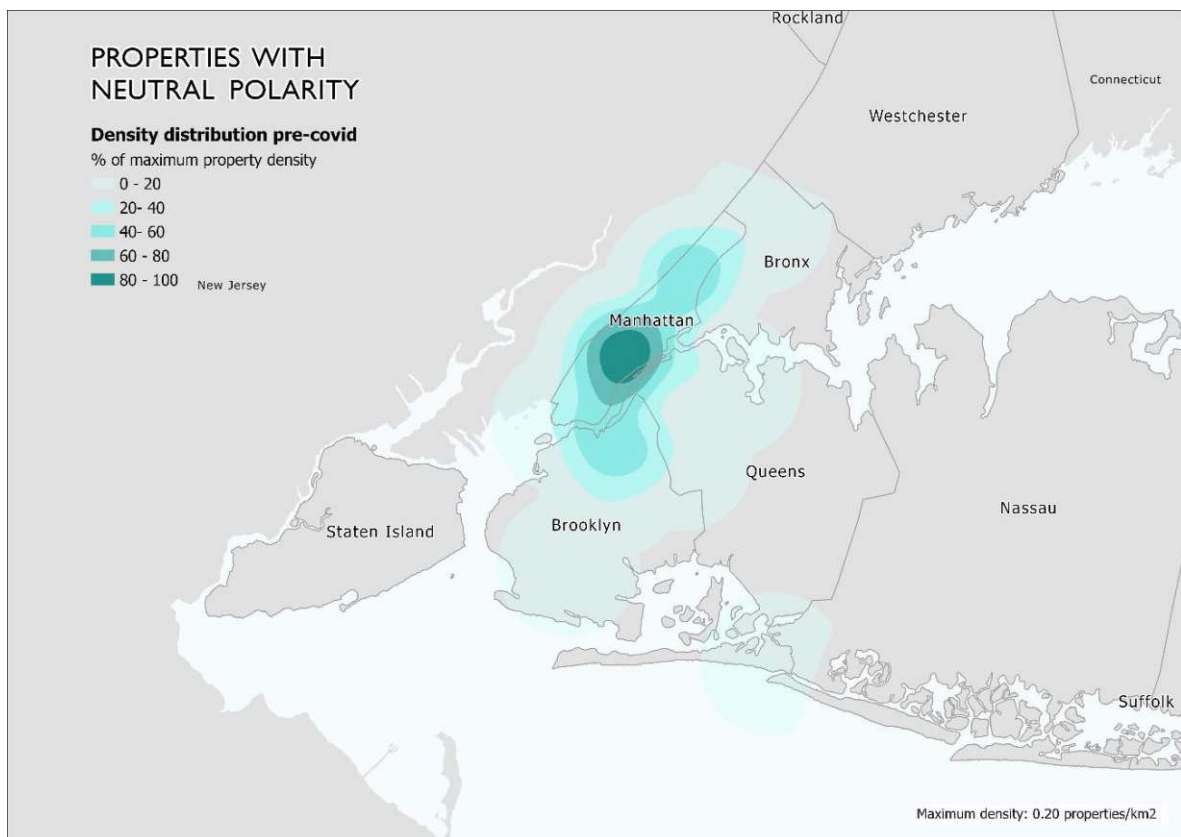 PROPERTIES WITH
NEUTRAL POLARITY
Density distribution pre-covid
% of maximum property density
0 - 20
20- 40
40- 60
60 - 80
80 - 100
New Jersey
Rockland
Connecticut
Westchester
Bronx
Manhattan
Queens
Nassau
Brooklyn
Staten Island
Suffolk
Maximum density: 0.20 properties/km2